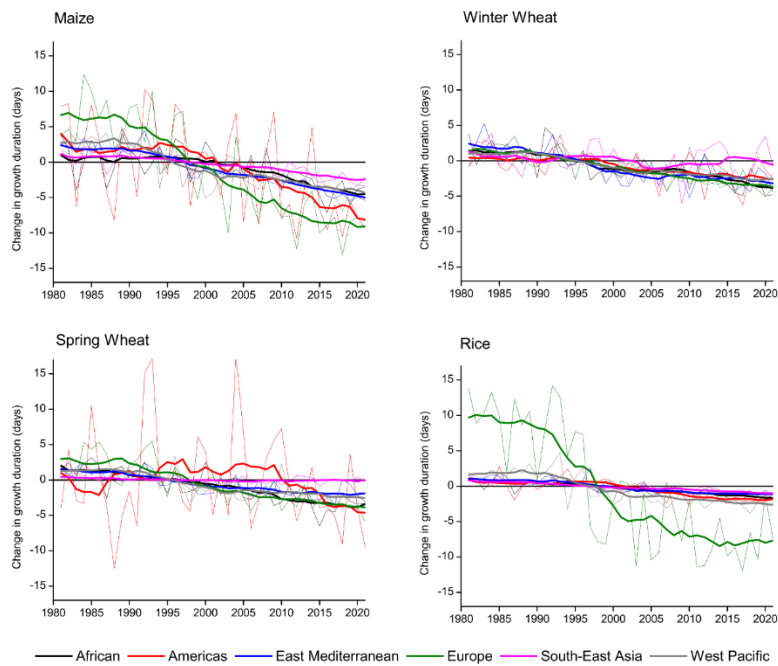 Maize
Change in growth duration (days)
15
10
5
0
-5
-10
-15
1980 1985 1990 1995 2000 2005 2010 2015 2020
Winter Wheat
Change in growth duration (days)
15
10
5
0
-5
-10
-15
1980 1985 1990 1995 2000 2005 2010 2015 2020
Spring Wheat
Change in growth duration (days)
15
10
5
0
-5
-10
-15
1980 1985 1990 1995 2000 2005 2010 2015 2020
Rice
Change in growth duration (days)
15
10
5
0
-5
-10
-15
1980 1985 1990 1995 2000 2005 2010 2015 2020
African Americas East Mediterranean Europe South-East Asia West Pacific